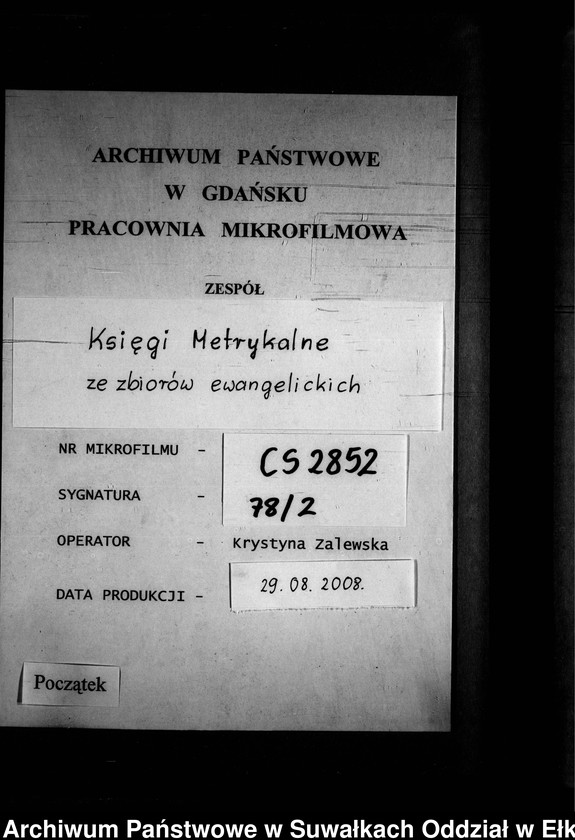 ARCHIWUM PAŃSTWOWE
W GDAŃSKU
PRACOWNIA MIKROFILMOWA
ZESPÓŁ
Księgi Metrykalne
ze zbiorów ewangelickich
NR MIKROFILMU - CS 2852
SYGNATURA - 78/2
OPERATOR - Krystyna Zalewska
DATA PRODUKCJI - 29. 08. 2008.
Początek
Archiwum Państwowe w Suwałkach Oddział w Ełk